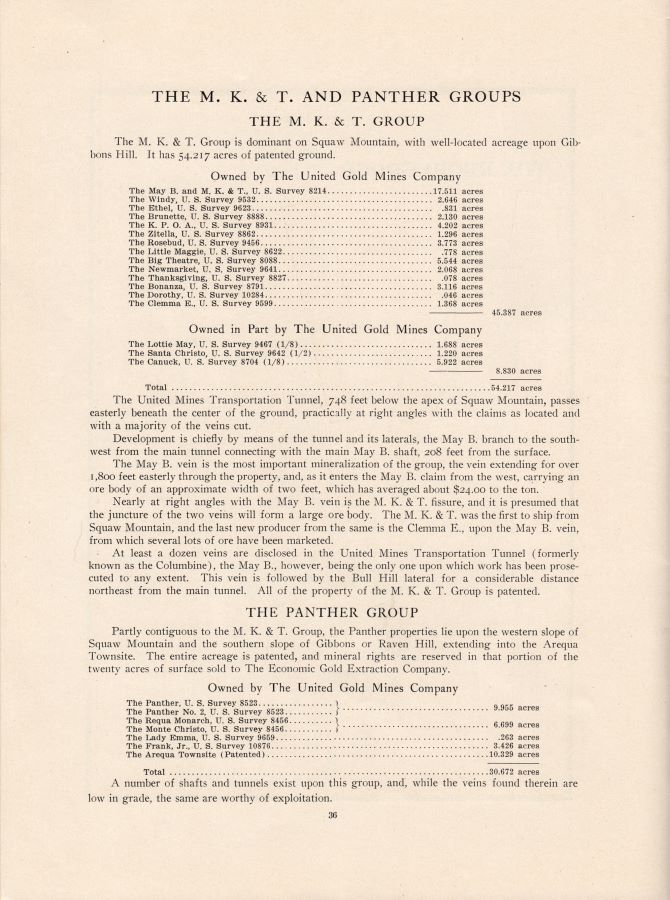 THE M. K. & T. AND PANTHER GROUPS
THE M. K. & T. GROUP
The M. K. & T. Group is dominant on Squaw Mountain, with well-located acreage upon Gib-
bons Hill. It has 54.217 acres of patented ground.
Owned by The United Gold Mines Company
The May B. and M. K. & T., U. S. Survey 8214.......................17.511 acres
The Windy, U. S. Survey 9532....................................... 2.646 acres
The Ethel, U. S. Survey 9623....................................... .831 acres
The Brunette, U. S. Survey 8888.................................... 2.130 acres
The K. P. O. A., U. S. Survey 8931................................. 4.202 acres
The Zitella, U. S. Survey 8862..................................... 1.296 acres
The Rosebud, U. S. Survey 9456..................................... 3.773 acres
The Little Maggie, U. S. Survey 8622............................... .778 acres
The Big Theatre, U. S. Survey 8088................................. 5.544 acres
The Newmarket, U. S, Survey 9641................................... 2.068 acres
The Thanksgiving, U. S. Survey 8827................................ .078 acres
The Bonanza, U. S. Survey 8791..................................... 3.116 acres
The Dorothy, U. S. Survey 10284.................................... .046 acres
The Clemma E., U. S. Survey 9599................................... 1.368 acres
45.387 acres
Owned in Part by The United Gold Mines Company
The Lottie May, U. S. Survey 9467 (1/8)............................ 1.688 acres
The Santa Christo, U. S. Survey 9642 (1/2)......................... 1.220 acres
The Canuck, U. S. Survey 8704 (1/8)................................ 5.922 acres
8.830 acres
Total ..............................................................54.217 acres
The United Mines Transportation Tunnel, 748 feet below the apex of Squaw Mountain, passes
easterly beneath the center of the ground, practically at right angles with the claims as located and
with a majority of the veins cut.
Development is chiefly by means of the tunnel and its laterals, the May B. branch to the south-
west from the main tunnel connecting with the main May B. shaft, 208 feet from the surface.
The May B. vein is the most important mineralization of the group, the vein extending for over
1,800 feet easterly through the property, and, as it enters the May B. claim from the west, carrying an
ore body of an approximate width of two feet, which has averaged about $24.00 to the ton.
Nearly at right angles with the May B. vein is the M. K. & T. fissure, and it is presumed that
the juncture of the two veins will form a large ore body. The M. K. & T. was the first to ship from
Squaw Mountain, and the last new producer from the same is the Clemma E., upon the May B. vein,
from which several lots of ore have been marketed.
At least a dozen veins are disclosed in the United Mines Transportation Tunnel (formerly
known as the Columbine), the May B., however, being the only one upon which work has been prose-
cuted to any extent. This vein is followed by the Bull Hill lateral for a considerable distance
northeast from the main tunnel. All of the property of the M. K. & T. Group is patented.
THE PANTHER GROUP
Partly contiguous to the M. K. & T. Group, the Panther properties lie upon the western slope of
Squaw Mountain and the southern slope of Gibbons or Raven Hill, extending into the Arequa
Townsite. The entire acreage is patented, and mineral rights are reserved in that portion of the
twenty acres of surface sold to The Economic Gold Extraction Company.
Owned by The United Gold Mines Company
The Panther, U. S. Survey 8523................}
The Panther No. 2, U. S. Survey 8523..........} .............................. 9.955 acres
The Requa Monarch, U. S. Survey 8456..........}
The Monte Christo, U. S. Survey 8456..........} .............................. 6.699 acres
The Lady Emma, U. S. Survey 9659............................................... .263 acres
The Frank, Jr., U. S. Survey 10876............................................. 3.426 acres
The Arequa Townsite (Patented).................................................10.329 acres
Total .........................................................................30.672 acres
A number of shafts and tunnels exist upon this group, and, while the veins found therein are
low in grade, the same are worthy of exploitation.
36